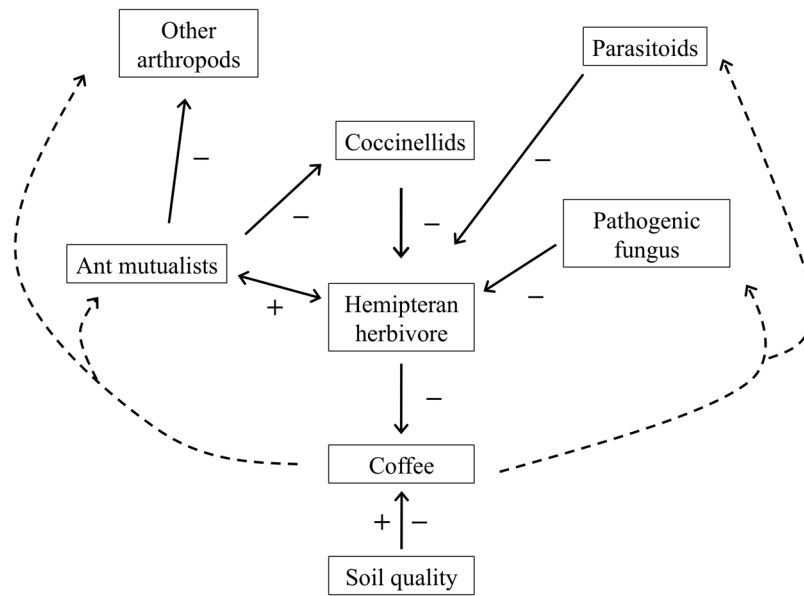 Other
arthropods
Parasitoids
Coccinellids
−
−
−
−
Pathogenic
fungus
Ant mutualists
−
+
Hemipteran
herbivore
−
Coffee
+ −
Soil quality